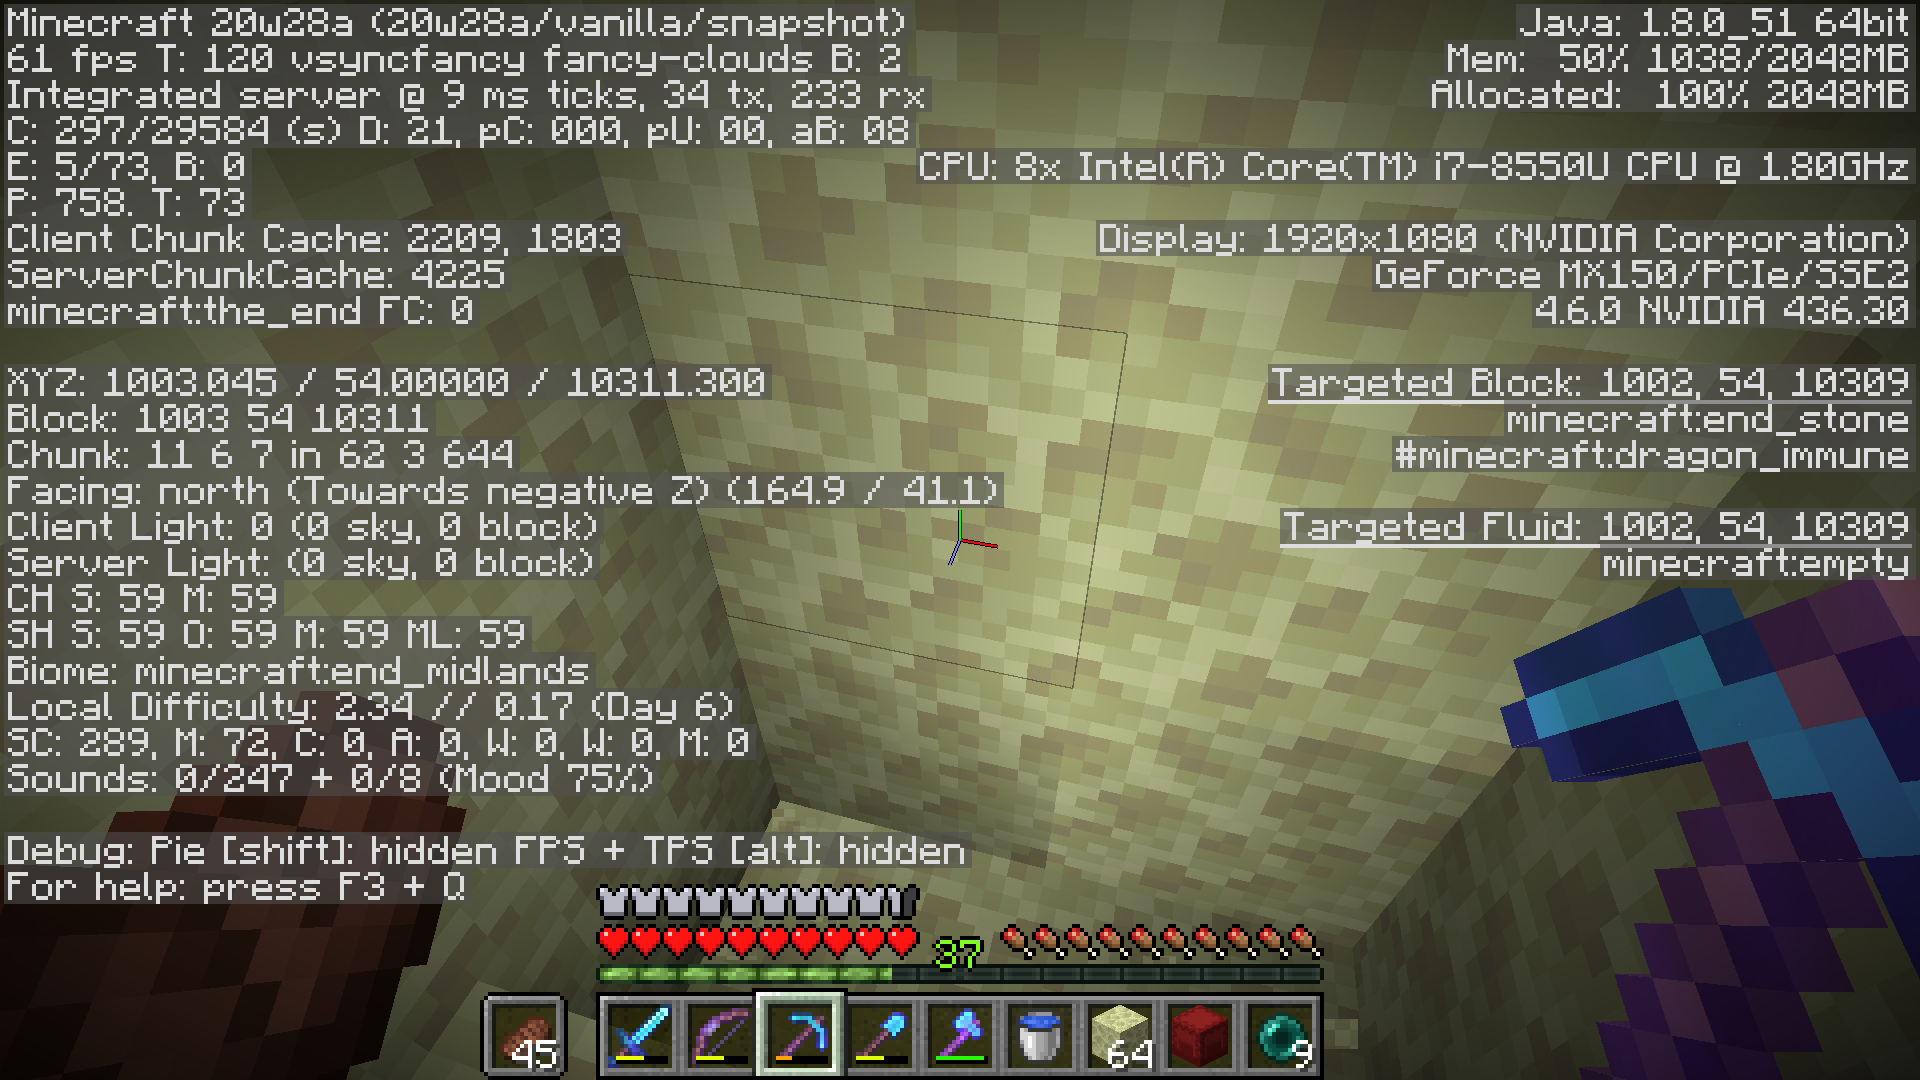 Minecraft 20w28a (20w28a/vanilla/snapshot)
61 fps T: 120 vsyncfancy fancy-clouds B: 2
Integrated server @ 9 ms ticks, 34 tx, 233 rx
C: 297/29584 (s) D: 21, pC: 000, pU: 00, aB: 08
E: 5/73, B: 0
P: 758. T: 73
Client Chunk Cache: 2209, 1803
ServerChunkCache: 4225
minecraft:the_end FC: 0
XYZ: 1003.045 / 54.00000 / 10311.300
Block: 1003 54 10311
Chunk: 11 6 7 in 62 3 644
Facing: north (Towards negative Z) (164.9 / 41.1)
Client Light: 0 (0 sky, 0 block)
Server Light: (0 sky, 0 block)
CH S: 59 M: 59
SH S: 59 O: 59 M: 59 ML: 59
Biome: minecraft:end_midlands
Local Difficulty: 2.34 // 0.17 (Day 6)
SC: 289, M: 72, C: 0, A: 0, W: 0, W: 0, M: 0
Sounds: 0/247 + 0/8 (Mood 75%)
Debug: Pie [shift]: hidden FPS + TPS [alt]: hidden
For help: press F3 + Q
Java: 1.8.0_51 64bit
Mem: 50% 1038/2048MB
Allocated: 100% 2048MB
CPU: 8x Intel(R) Core(TM) i7-8550U CPU @ 1.80GHz
Display: 1920x1080 (NVIDIA Corporation)
GeForce MX150/PCIe/SSE2
4.6.0 NVIDIA 436.30
Targeted Block: 1002, 54, 10309
minecraft:end_stone
#minecraft:dragon_immune
Targeted Fluid: 1002, 54, 10309
minecraft:empty
37
45
64
9